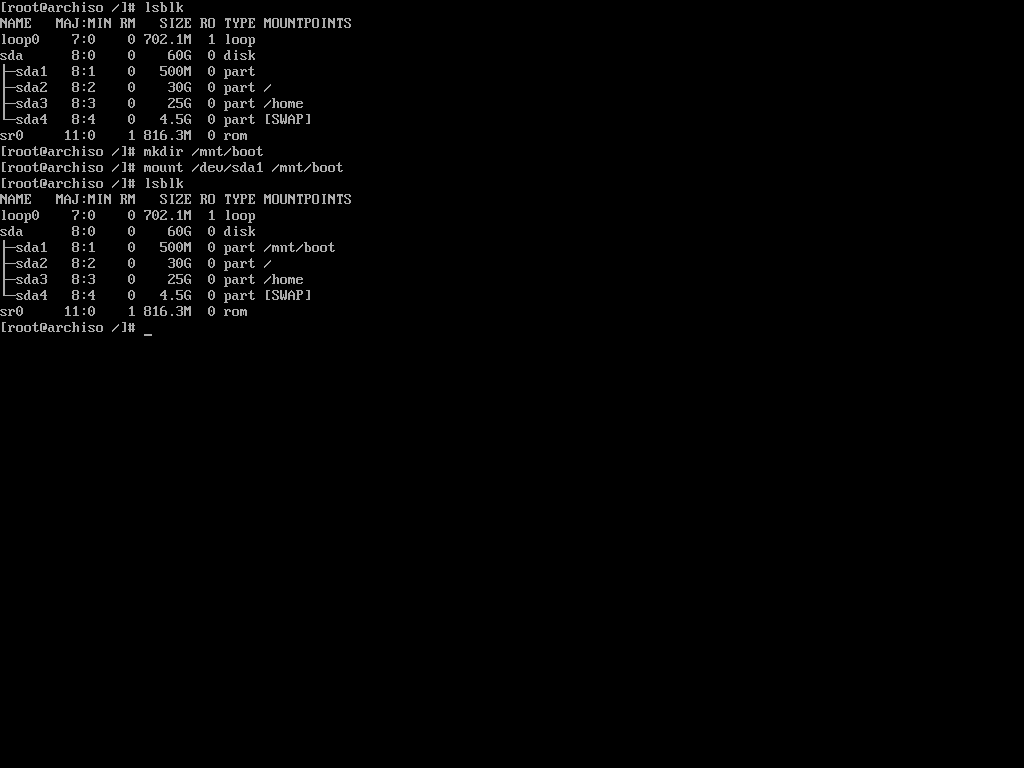 [root@archiso /]# lsblk
NAME   MAJ:MIN RM   SIZE RO TYPE MOUNTPOINTS
loop0    7:0    0 702.1M  1 loop
sda      8:0    0    60G  0 disk
├─sda1   8:1    0   500M  0 part
├─sda2   8:2    0    30G  0 part /
├─sda3   8:3    0    25G  0 part /home
└─sda4   8:4    0   4.5G  0 part [SWAP]
sr0     11:0    1 816.3M  0 rom
[root@archiso /]# mkdir /mnt/boot
[root@archiso /]# mount /dev/sda1 /mnt/boot
[root@archiso /]# lsblk
NAME   MAJ:MIN RM   SIZE RO TYPE MOUNTPOINTS
loop0    7:0    0 702.1M  1 loop
sda      8:0    0    60G  0 disk
├─sda1   8:1    0   500M  0 part /mnt/boot
├─sda2   8:2    0    30G  0 part /
├─sda3   8:3    0    25G  0 part /home
└─sda4   8:4    0   4.5G  0 part [SWAP]
sr0     11:0    1 816.3M  0 rom
[root@archiso /]# _